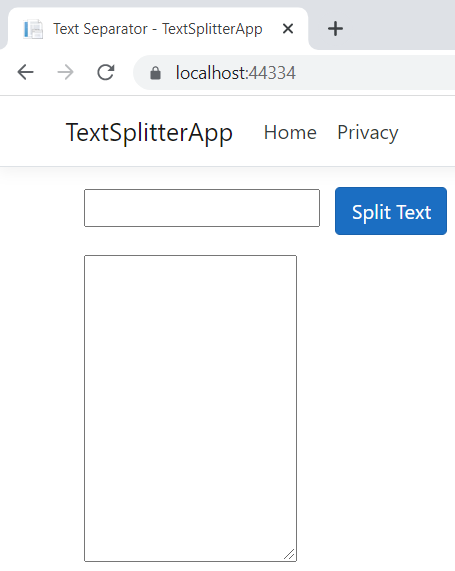 Text Separator - TextSplitterApp
localhost:44334
TextSplitterApp Home Privacy
Split Text